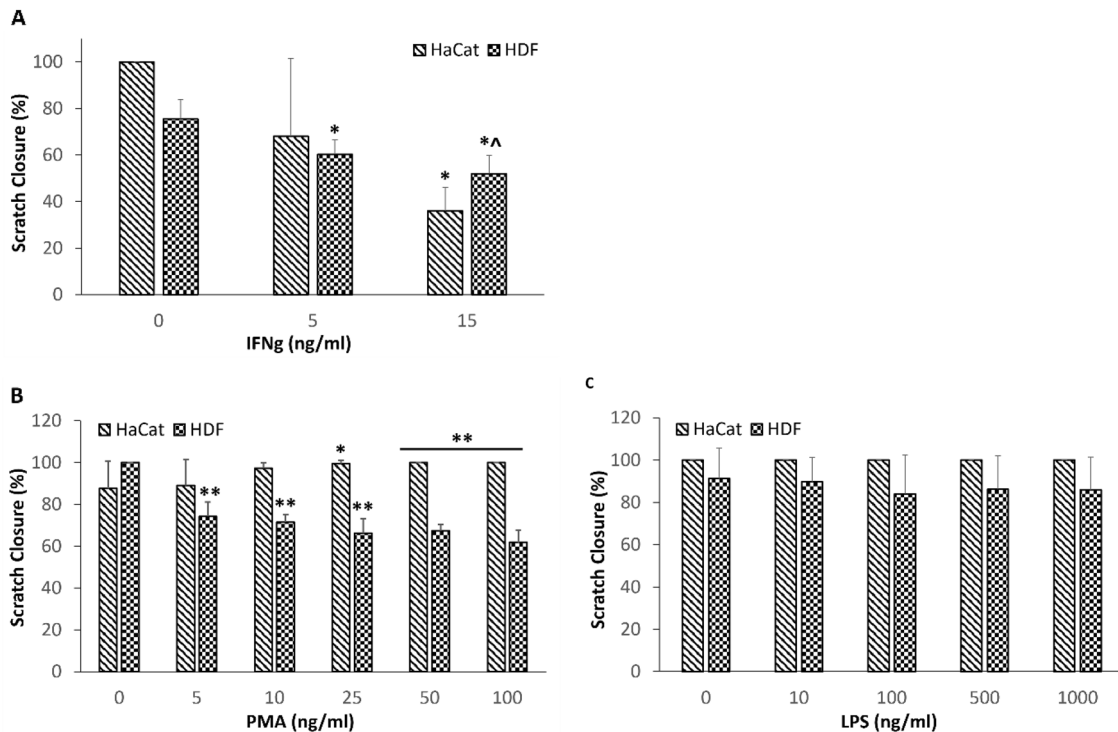 A
HaCat HDF
Scratch Closure (%)
100
80
60
40
20
0
*
*
*^
0 5 15
IFNg (ng/ml)
B
HaCat HDF
Scratch Closure (%)
120
100
80
60
40
20
0
**
**
*
**
**
0 5 10 25 50 100
PMA (ng/ml)
C
HaCat HDF
Scratch Closure (%)
120
100
80
60
40
20
0
0 10 100 500 1000
LPS (ng/ml)